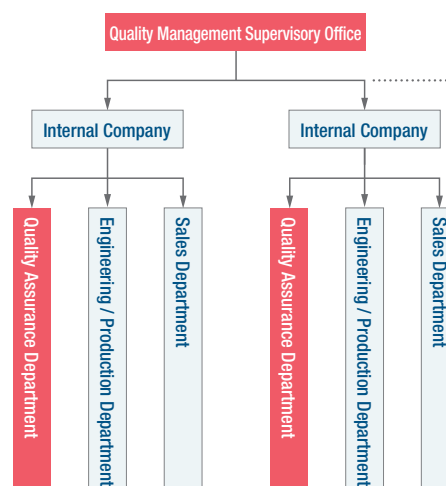 Quality Management Supervisory Office
Internal Company
Internal Company
Quality Assurance Department
Engineering / Production Department
Sales Department
Quality Assurance Department
Engineering / Production Department
Sales Department